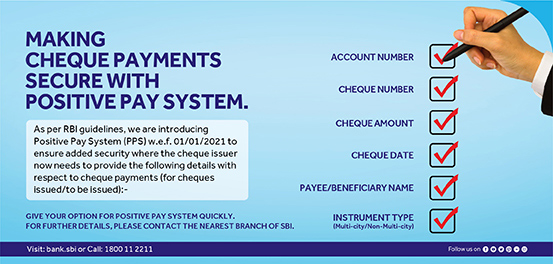 MAKING
CHEQUE PAYMENTS
SECURE WITH
POSITIVE PAY SYSTEM.
As per RBI guidelines, we are introducing
Positive Pay System (PPS) w.e.f. 01/01/2021 to
ensure added security where the cheque issuer
now needs to provide the following details with
respect to cheque payments (for cheques
issued/to be issued):-
GIVE YOUR OPTION FOR POSITIVE PAY SYSTEM QUICKLY.
FOR FURTHER DETAILS, PLEASE CONTACT THE NEAREST BRANCH OF SBI.
ACCOUNT NUMBER
CHEQUE NUMBER
CHEQUE AMOUNT
CHEQUE DATE
PAYEE/BENEFICIARY NAME
INSTRUMENT TYPE
(Multi-city/Non-Multi-city)
Visit: bank.sbi or Call: 1800 11 2211
Follow us on